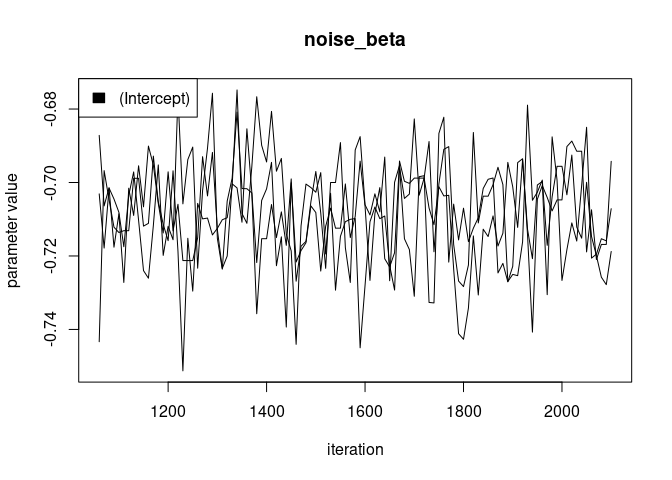 noise_beta
(Intercept)
parameter value
-0.68
-0.70
-0.72
-0.74
1200 1400 1600 1800 2000
iteration